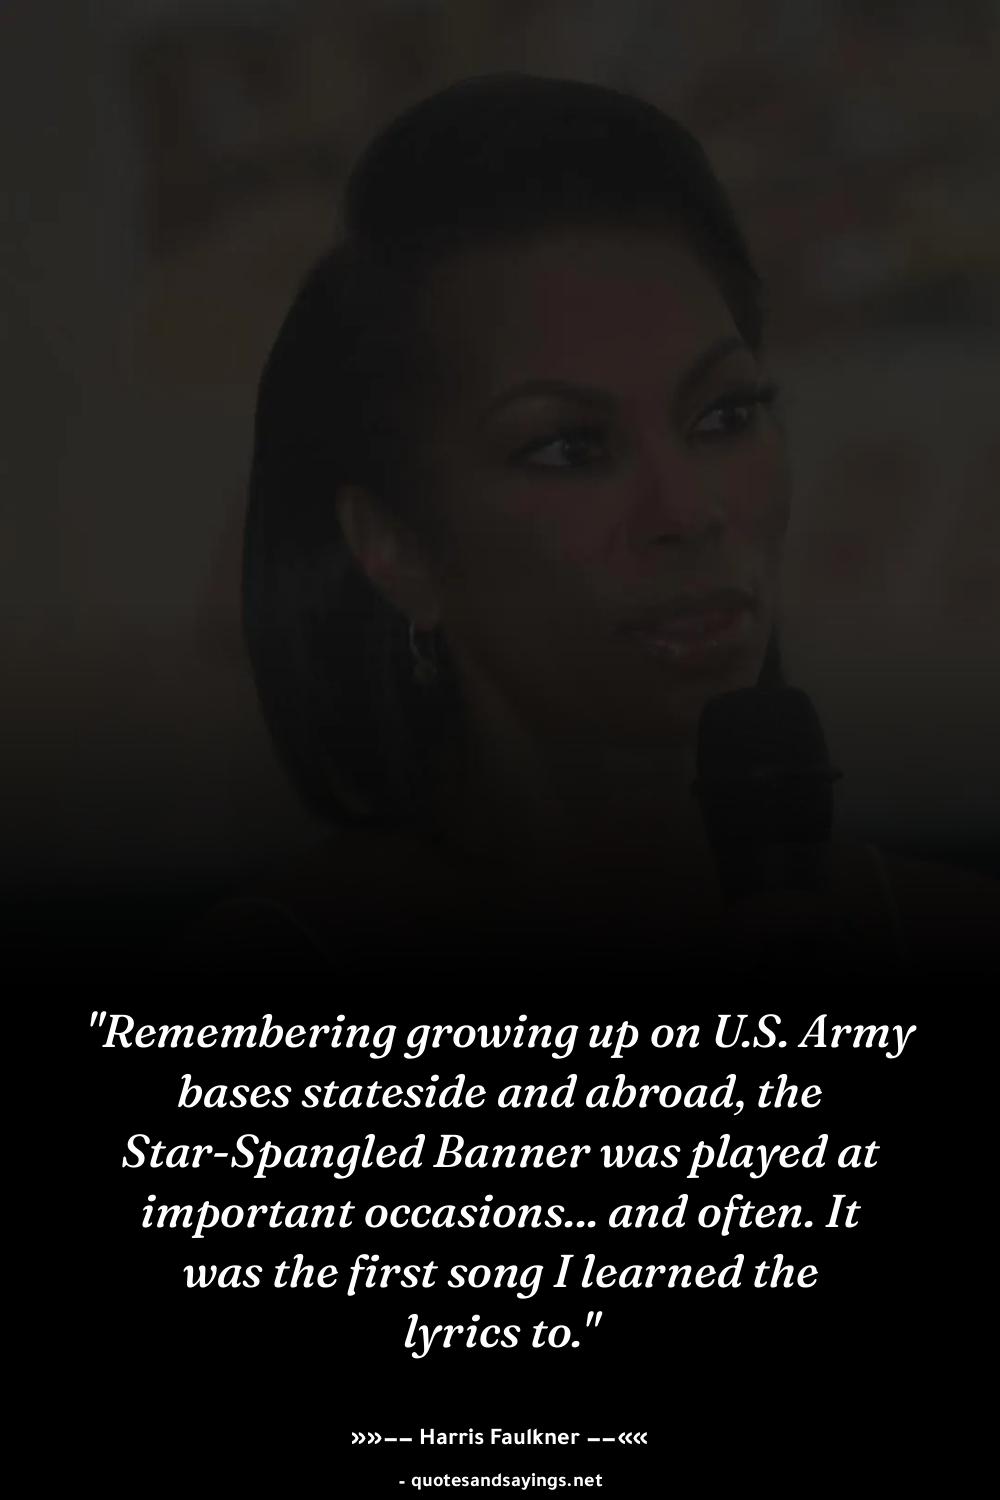 "Remembering growing up on U.S. Army
bases stateside and abroad, the
Star-Spangled Banner was played at
important occasions... and often. It
was the first song I learned the
lyrics to."
»»−− Harris Faulkner −−««
- quotesandsayings.net